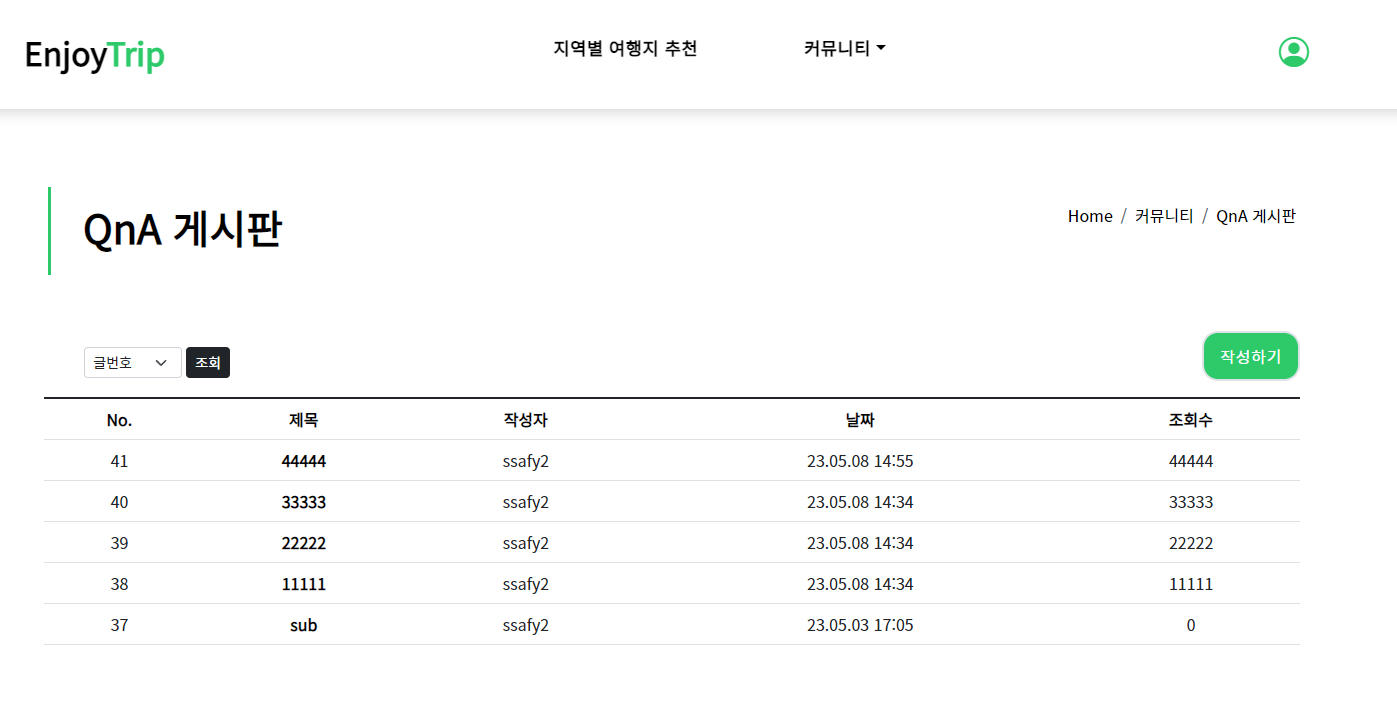 EnjoyTrip 지역별 여행지 추천 커뮤니티
QnA 게시판
Home / 커뮤니티 / QnA 게시판
글번호 조회 작성하기
No. 제목 작성자 날짜 조회수
41 44444 ssafy2 23.05.08 14:55 44444
40 33333 ssafy2 23.05.08 14:34 33333
39 22222 ssafy2 23.05.08 14:34 22222
38 11111 ssafy2 23.05.08 14:34 11111
37 sub ssafy2 23.05.03 17:05 0